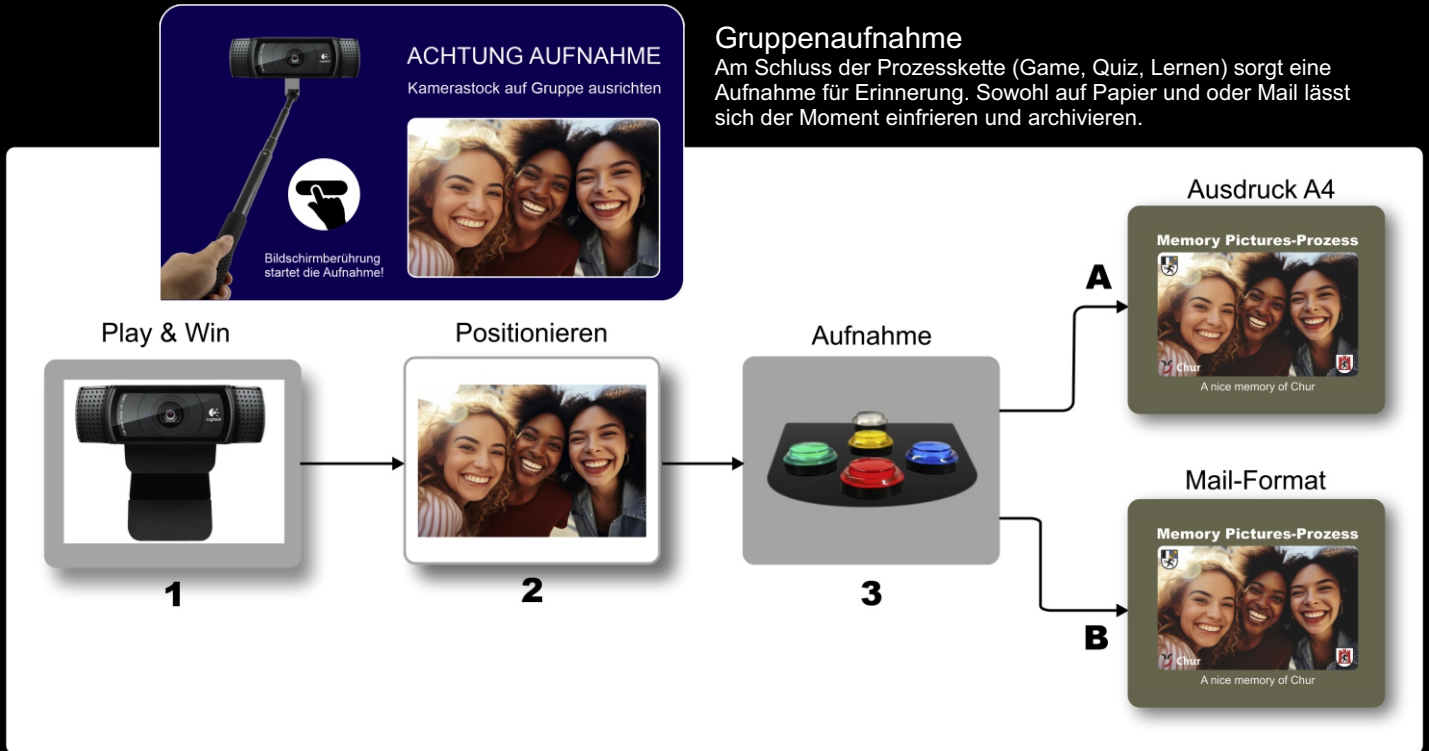 ACHTUNG AUFNAHME
Kamerastock auf Gruppe ausrichten
Bildschirmberührung
startet die Aufnahme!
Gruppenaufnahme
Am Schluss der Prozesskette (Game, Quiz, Lernen) sorgt eine
Aufnahme für Erinnerung. Sowohl auf Papier und oder Mail lässt
sich der Moment einfrieren und archivieren.
Play & Win
1
Positionieren
2
Aufnahme
3
A
Ausdruck A4
Memory Pictures-Prozess
Chur
A nice memory of Chur
B
Mail-Format
Memory Pictures-Prozess
Chur
A nice memory of Chur